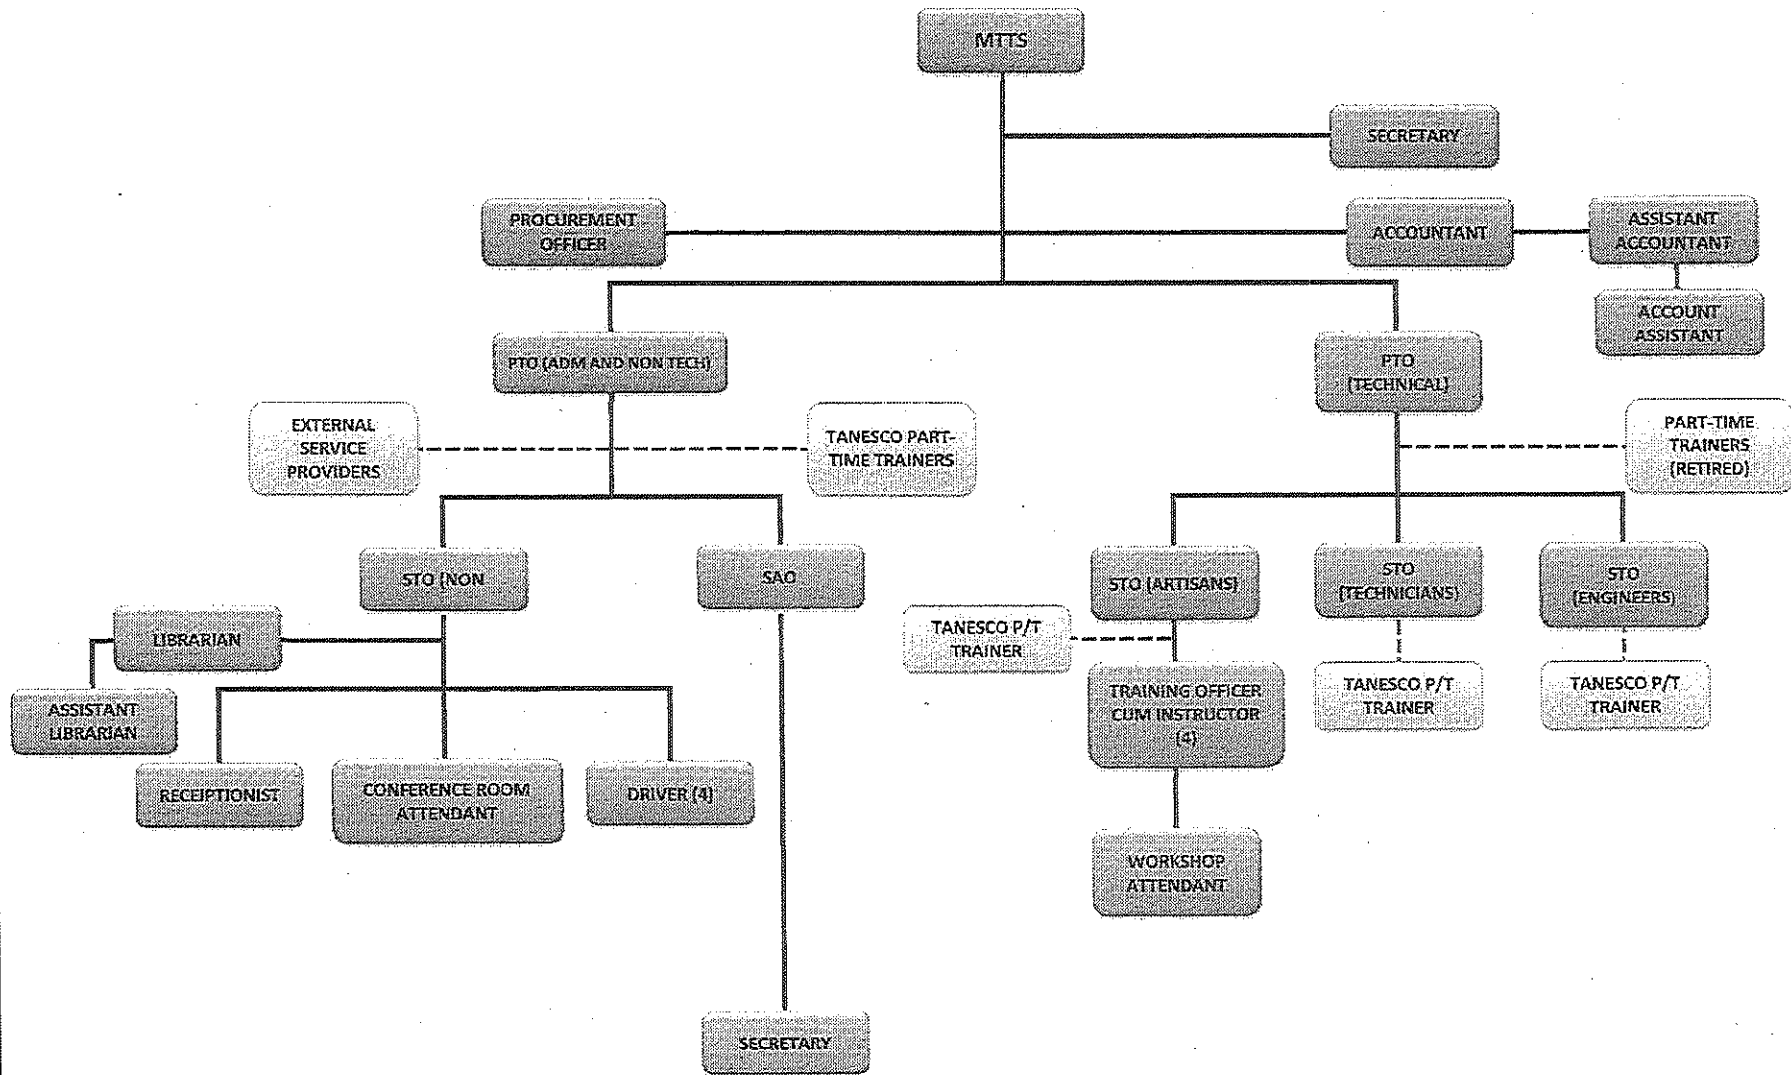 MTTS
SECRETARY
PROCUREMENT
OFFICER
ACCOUNTANT
ASSISTANT
ACCOUNTANT
ACCOUNT
ASSISTANT
PTO (ADM AND NON TECH)
PTO
(TECHNICAL)
EXTERNAL
SERVICE
PROVIDERS
TANESCO PART-
TIME TRAINERS
PART-TIME
TRAINERS
(RETIRED)
STO (NON
SAO
STO (ARTISANS)
STO
(TECHNICIANS)
STO
(ENGINEERS)
LIBRARIAN
ASSISTANT
LIBRARIAN
TANESCO P/T
TRAINER
TRAINING OFFICER
CUM INSTRUCTOR
(4)
TANESCO P/T
TRAINER
TANESCO P/T
TRAINER
RECEIPTIONIST
CONFERENCE ROOM
ATTENDANT
DRIVER (4)
WORKSHOP
ATTENDANT
SECRETARY